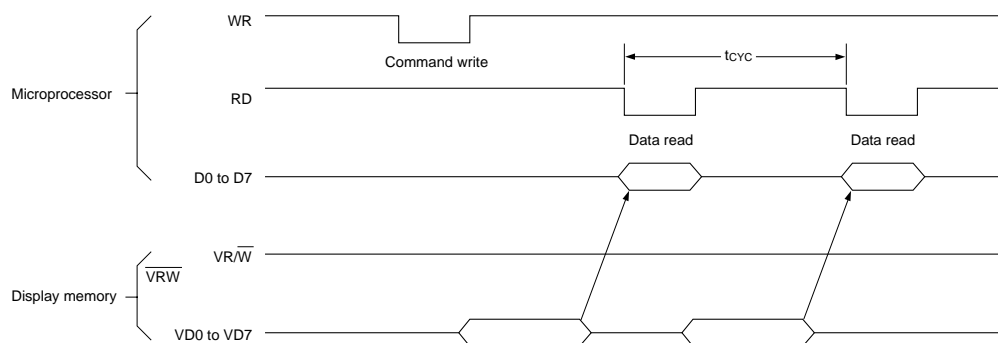 WR
Command write
tCYC
Microprocessor
RD
Data read
Data read
D0 to D7
VR/W̅
V̅R̅W̅
Display memory
VD0 to VD7